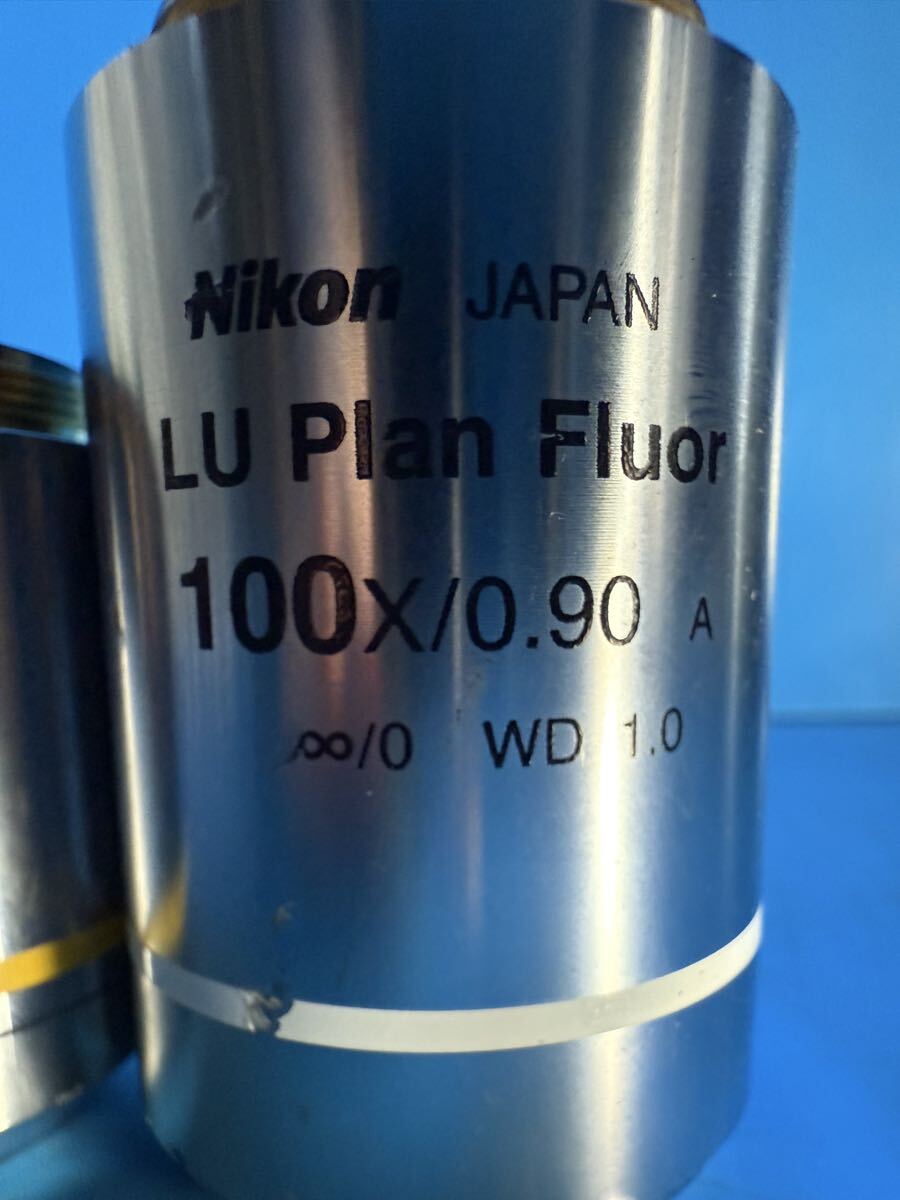 Nikon JAPAN
LU Plan Fluor
100x/0.90 A
∞/0 WD 1.0